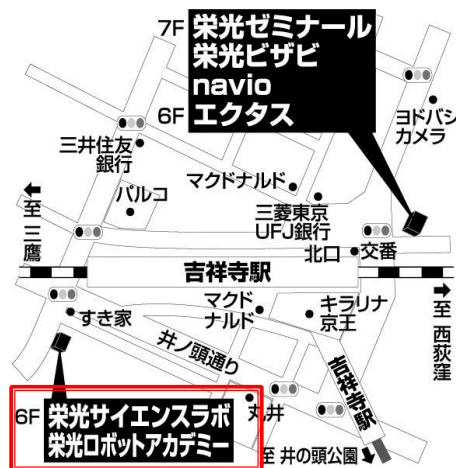 7F 栄光ゼミナール
栄光ビザビ
navio
6F エクタス
ヨドバシ
カメラ
三井住友
銀行
パルコ
マクドナルド
三菱東京
UFJ銀行
至 三鷹
北口
交番
吉祥寺駅
至 西荻窪
すき家
マクド
ナルド
キラリナ
京王
井ノ頭通り
吉祥寺駅
丸井
6F 栄光サイエンスラボ
栄光ロボットアカデミー
至 井の頭公園